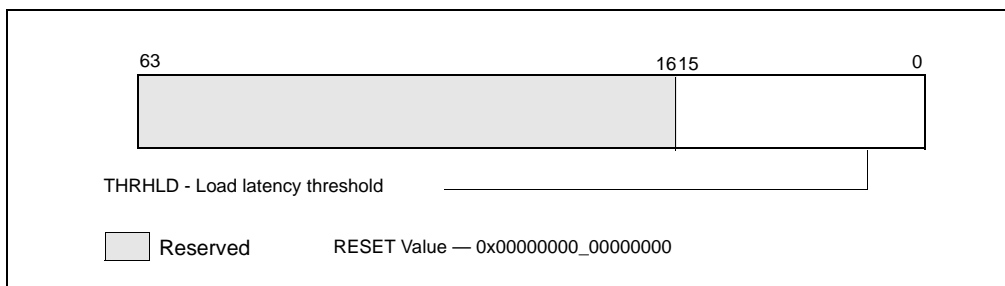 63 1615 0
THRHLD - Load latency threshold
Reserved RESET Value — 0x00000000_00000000